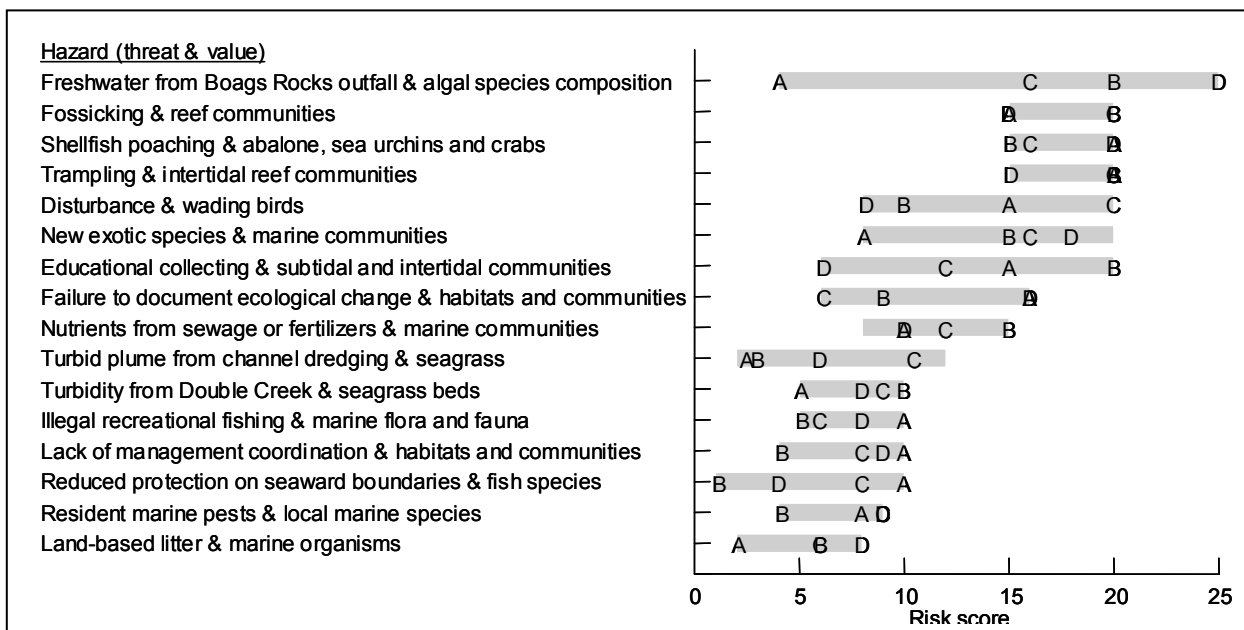 Hazard (threat & value)
Freshwater from Boags Rocks outfall & algal species composition A C B D
Fossicking & reef communities
Shellfish poaching & abalone, sea urchins and crabs B C
Trampling & intertidal reef communities D
Disturbance & wading birds D B A C
New exotic species & marine communities A B C D
Educational collecting & subtidal and intertidal communities D C A B
Failure to document ecological change & habitats and communities C B
Nutrients from sewage or fertilizers & marine communities C B
Turbid plume from channel dredging & seagrass A B D C
Turbidity from Double Creek & seagrass beds A D C B
Illegal recreational fishing & marine flora and fauna B C D A
Lack of management coordination & habitats and communities B C D A
Reduced protection on seaward boundaries & fish species B D C A
Resident marine pests & local marine species B A
Land-based litter & marine organisms A B D
0 5 10 15 20 25
Risk score